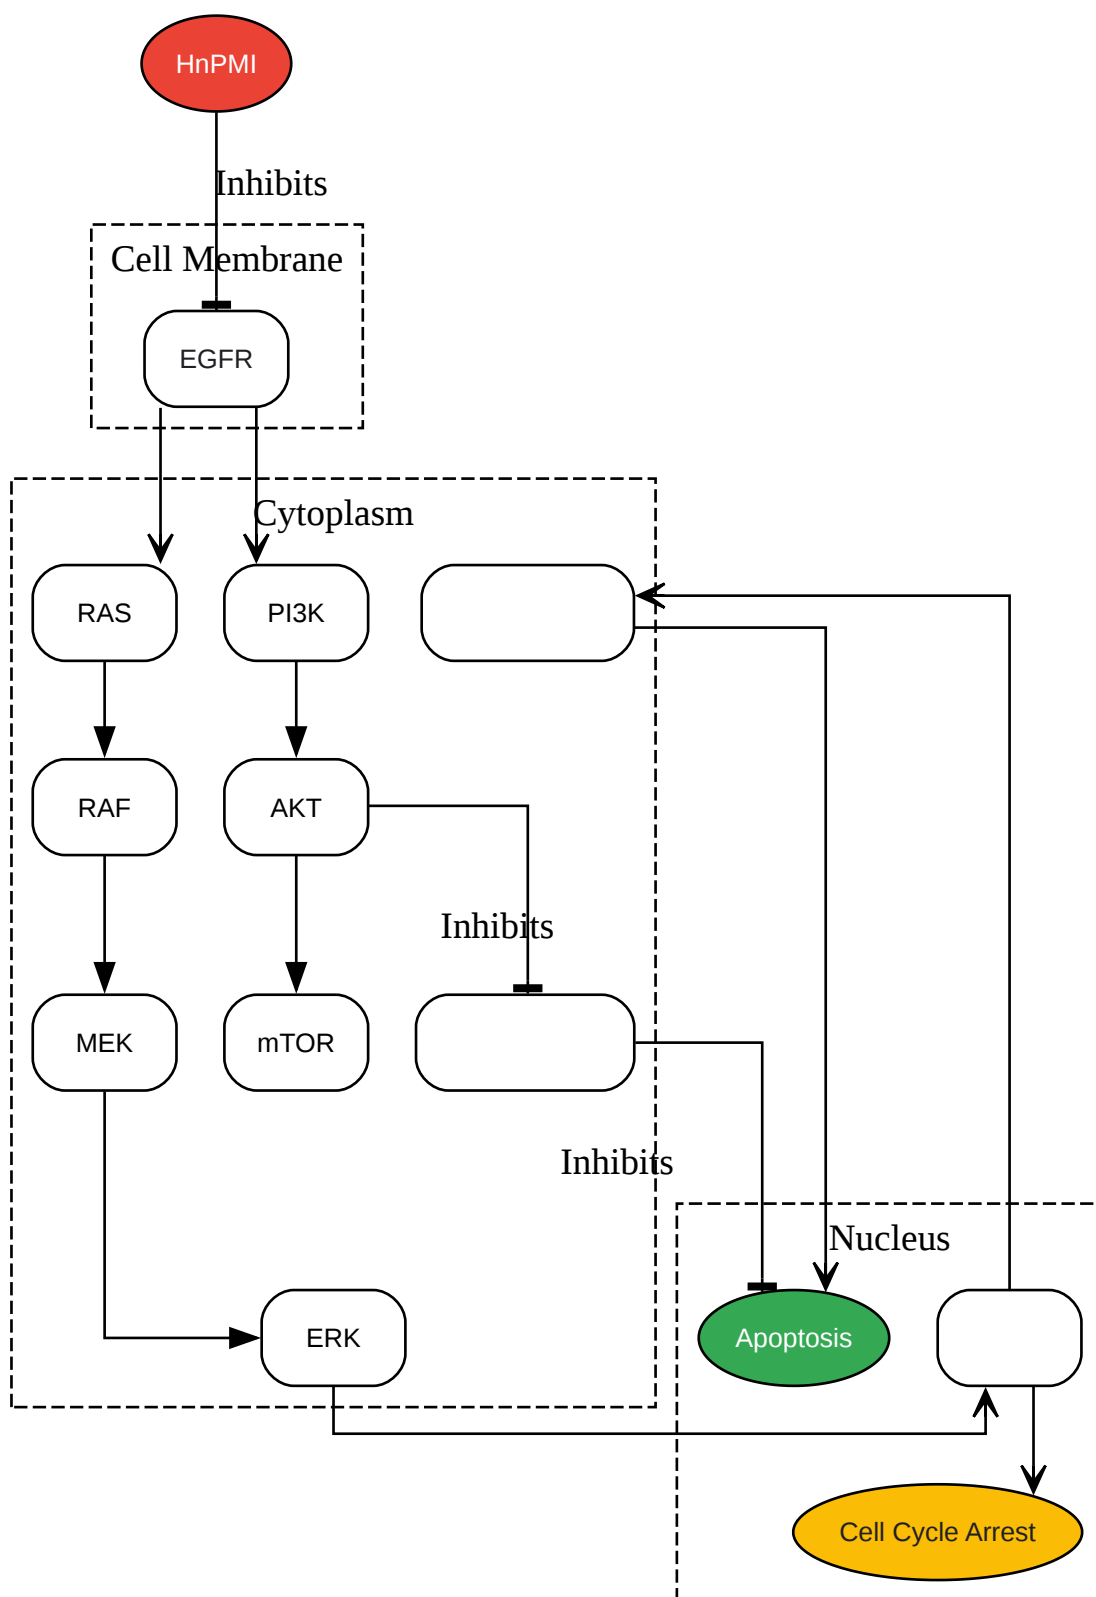 HnPMI
Inhibits
Cell Membrane
EGFR
Cytoplasm
RAS
PI3K
RAF
AKT
Inhibits
MEK
mTOR
Inhibits
Nucleus
ERK
Apoptosis
Cell Cycle Arrest